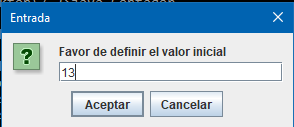 Entrada
Favor de definir el valor inicial
13
Aceptar
Cancelar